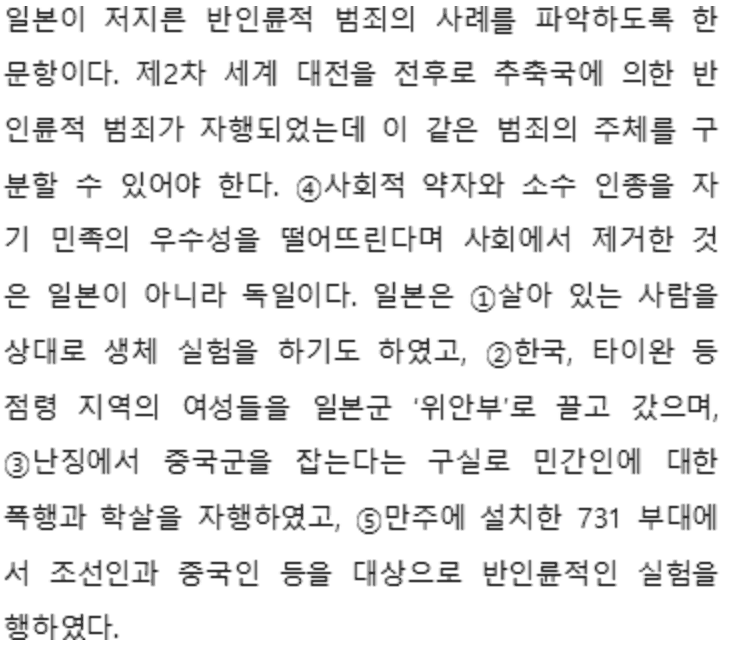 일본이 저지른 반인륜적 범죄의 사례를 파악하도록 한
문항이다. 제2차 세계 대전을 전후로 추축국에 의한 반
인륜적 범죄가 자행되었는데 이 같은 범죄의 주체를 구
분할 수 있어야 한다. ④사회적 약자와 소수 인종을 자
기 민족의 우수성을 떨어뜨린다며 사회에서 제거한 것
은 일본이 아니라 독일이다. 일본은 ①살아 있는 사람을
상대로 생체 실험을 하기도 하였고, ②한국, 타이완 등
점령 지역의 여성들을 일본군 '위안부'로 끌고 갔으며,
③난징에서 중국군을 잡는다는 구실로 민간인에 대한
폭행과 학살을 자행하였고, ⑤만주에 설치한 731 부대에
서 조선인과 중국인 등을 대상으로 반인륜적인 실험을
행하였다.